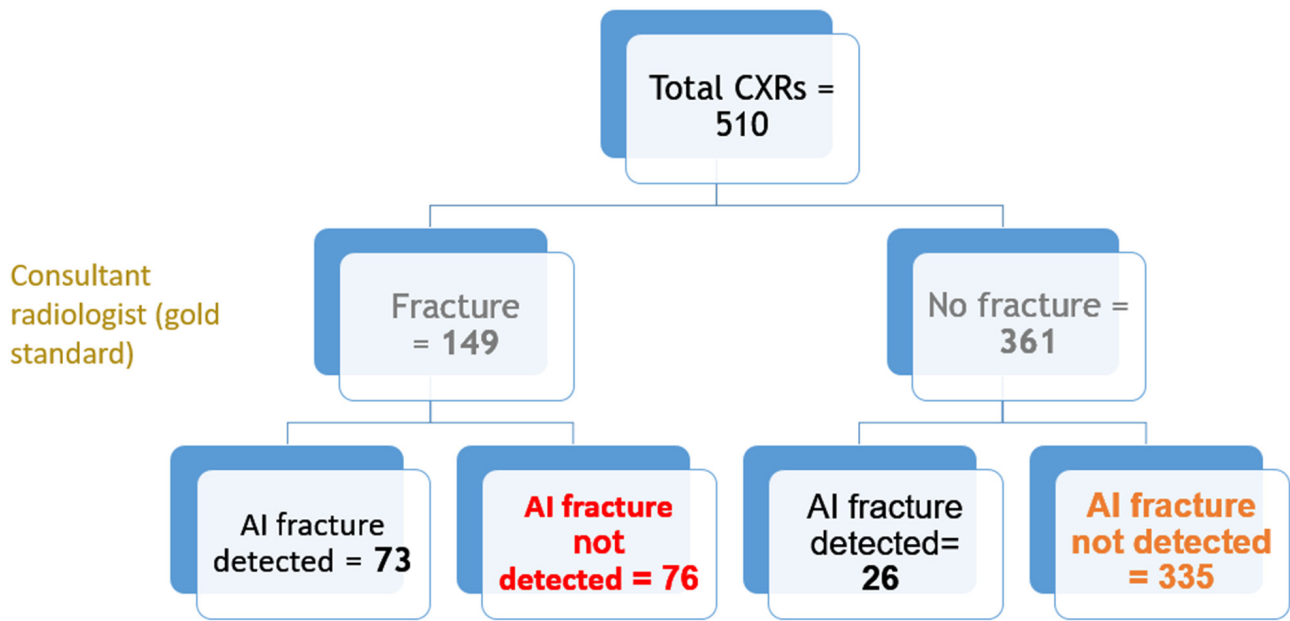 Total CXRs =
510
Consultant
radiologist (gold
standard)
Fracture
= 149
No fracture =
361
AI fracture
detected = 73
AI fracture
not
detected = 76
AI fracture
detected=
26
AI fracture
not detected
= 335